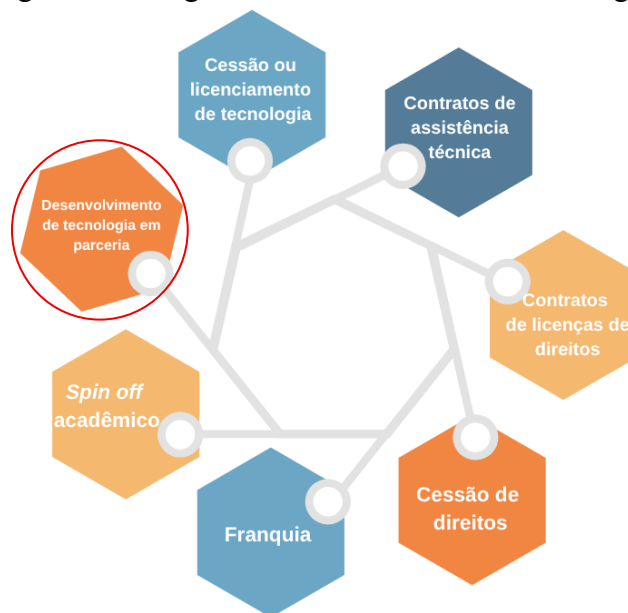 Cessão ou
licenciamento
de tecnologia
Contratos de
assistência
técnica
Desenvolvimento
de tecnologia em
parceria
Contratos
de licenças de
direitos
Spin off
acadêmico
Cessão de
direitos
Franquia